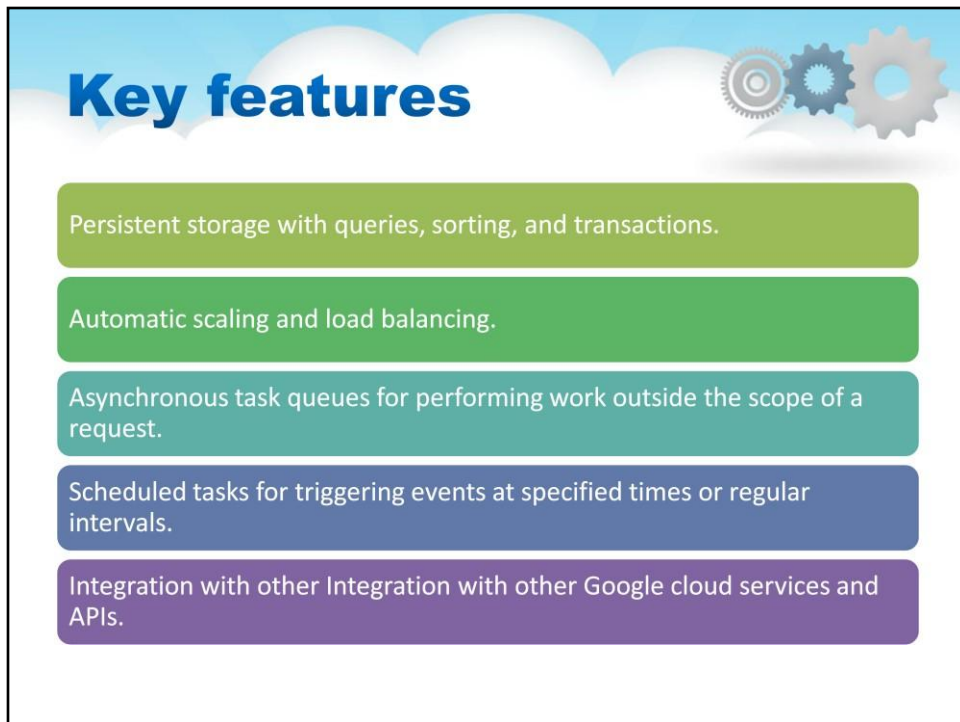 Key features
Persistent storage with queries, sorting, and transactions.
Automatic scaling and load balancing.
Asynchronous task queues for performing work outside the scope of a
request.
Scheduled tasks for triggering events at specified times or regular
intervals.
Integration with other Integration with other Google cloud services and
APIs.